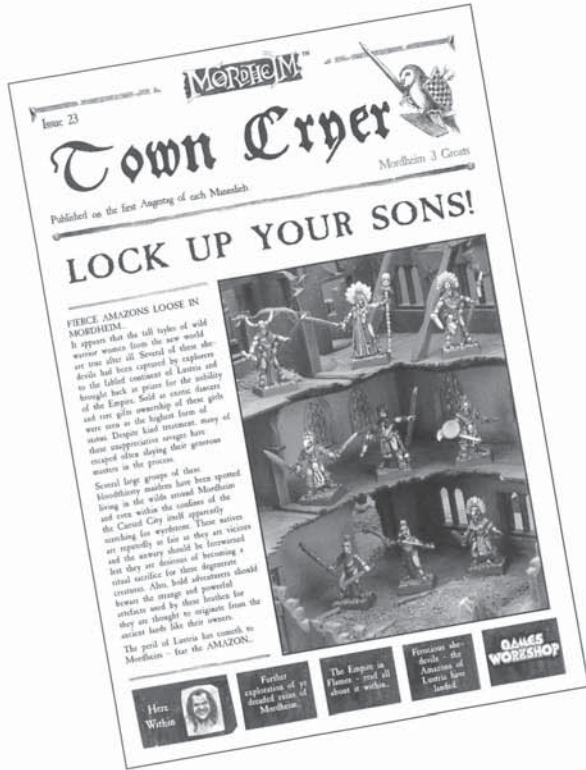 MORDHEIM™
Issue 23
Town Cryer
Mordheim 3 Groats
Published on the first Angestag of each Mannslieb
LOCK UP YOUR SONS!
FIERCE AMAZONS LOOSE IN
MORDHEIM...
It appears that the tall tayles of wild
warrior women from the new world
are true after all. Several of these she-
devils had been captured by explorers
to the fabled continent of Lustria and
brought back as prizes for the nobility
of the Empire. Sold as exotic dancers
and rare gifts ownership of these girls
were seen as the highest form of
status. Despite kind treatment, many of
these unappreciative savages have
escaped often slaying their generous
masters in the process.
Several large groups of these
bloodthirsty maidens have been spotted
living in the wilds around Mordheim
and even within the confines of the
Cursed City itself apparently
searching for wyrdstone. These natives
are reputedly as fair as they are vicious
and the unwary should be forewarned
lest they are desirous of becoming a
ritual sacrifice for these degenerate
creatures. Also, bold adventurers should
beware the strange and powerful
artefacts used by these heathen for
they are thought to originate from the
ancient lands like their owners.
The peril of Lustria has cometh to
Mordheim – fear the AMAZON...
Here
Within
Further
exploration of ye
dreaded ruins of
Mordheim.
The Empire in
Flames – read all
about it within..
Ferocious she-
devils – the
Amazons of
Lustria have
landed.
GAMES
WORKSHOP